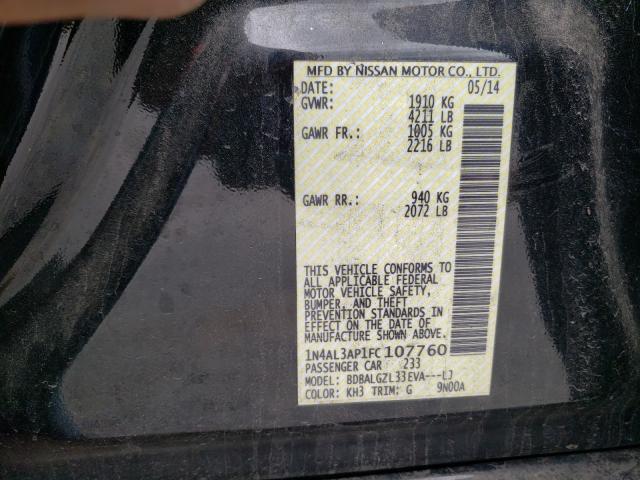 MFD BY NISSAN MOTOR CO., LTD.
DATE: 05/14
GVWR: 1910 KG
4211 LB
GAWR FR.: 1005 KG
2216 LB
GAWR RR.: 940 KG
2072 LB
THIS VEHICLE CONFORMS TO
ALL APPLICABLE FEDERAL
MOTOR VEHICLE SAFETY,
BUMPER, AND THEFT
PREVENTION STANDARDS IN
EFFECT ON THE DATE OF
MANUFACTURE SHOWN ABOVE.
1N4AL3AP1FC 107760
PASSENGER CAR 233
MODEL: BDBALGZL33EVA---LJ
COLOR: KH3 TRIM: G 9N00A